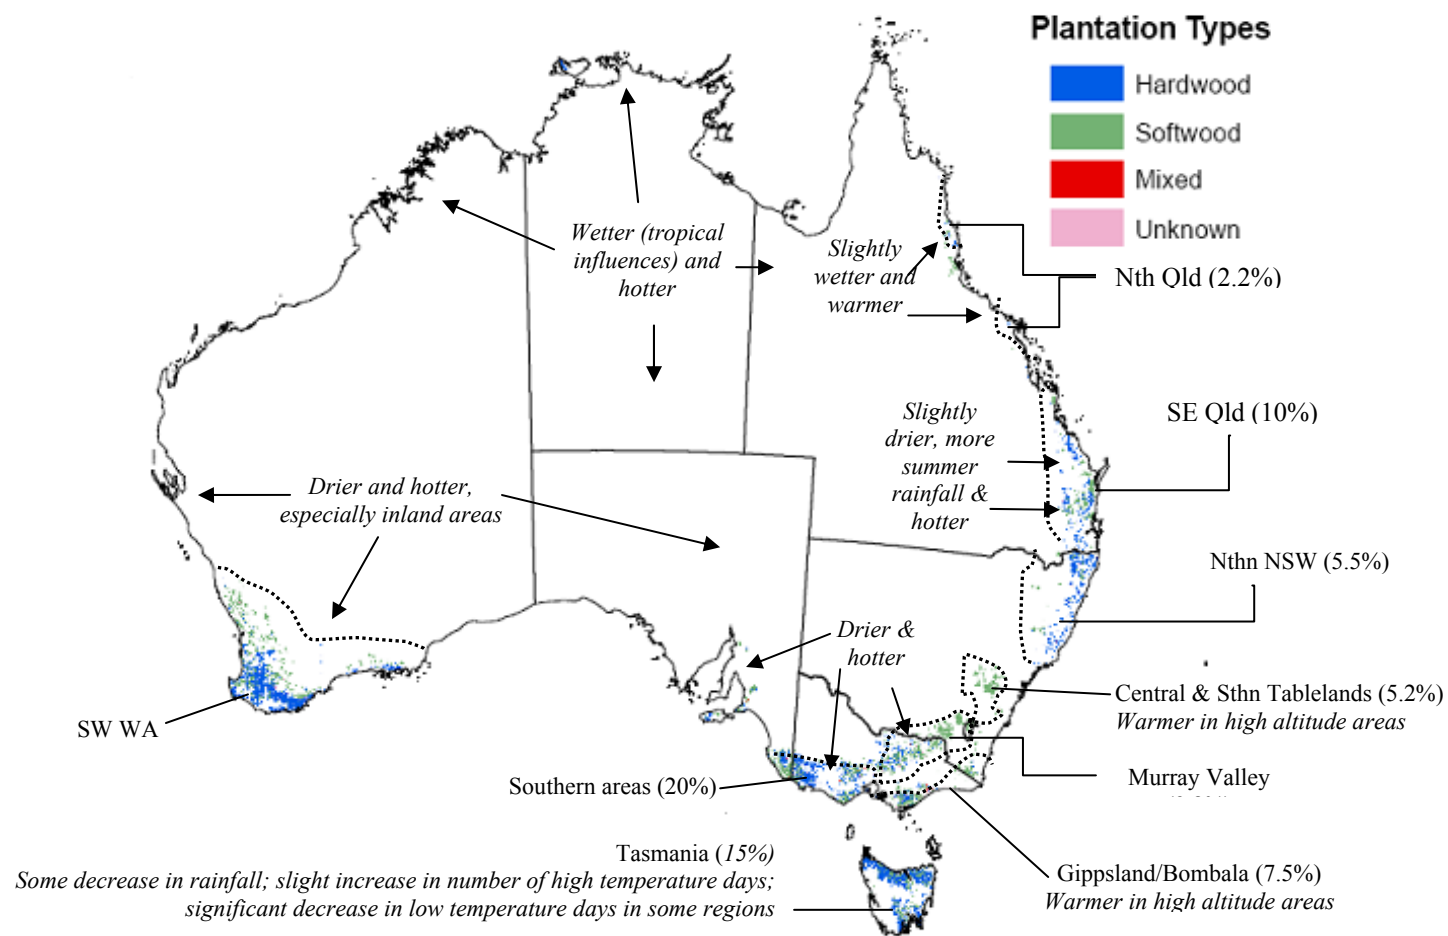 Plantation Types
Hardwood
Softwood
Mixed
Unknown
Wetter (tropical
influences) and
hotter
Slightly
wetter and
warmer
Nth Qld (2.2%)
Slightly
drier, more
summer
rainfall &
hotter
SE Qld (10%)
Drier and hotter,
especially inland areas
Nthn NSW (5.5%)
Drier &
hotter
Central & Sthn Tablelands (5.2%)
Warmer in high altitude areas
SW WA
Southern areas (20%)
Murray Valley
Tasmania (15%)
Some decrease in rainfall; slight increase in number of high temperature days;
significant decrease in low temperature days in some regions
Gippsland/Bombala (7.5%)
Warmer in high altitude areas